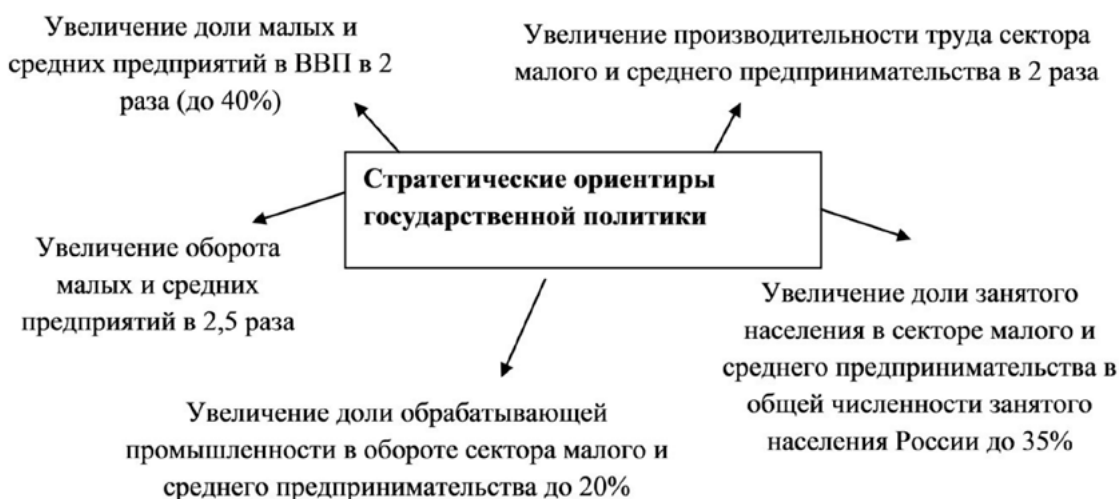 Увеличение доли малых и
средних предприятий в ВВП в 2
раза (до 40%)
Увеличение производительности труда сектора
малого и среднего предпринимательства в 2 раза
Стратегические ориентиры
государственной политики
Увеличение оборота
малых и средних
предприятий в 2,5 раза
Увеличение доли занятого
населения в секторе малого и
среднего предпринимательства в
общей численности занятого
населения России до 35%
Увеличение доли обрабатывающей
промышленности в обороте сектора малого и
среднего предпринимательства до 20%